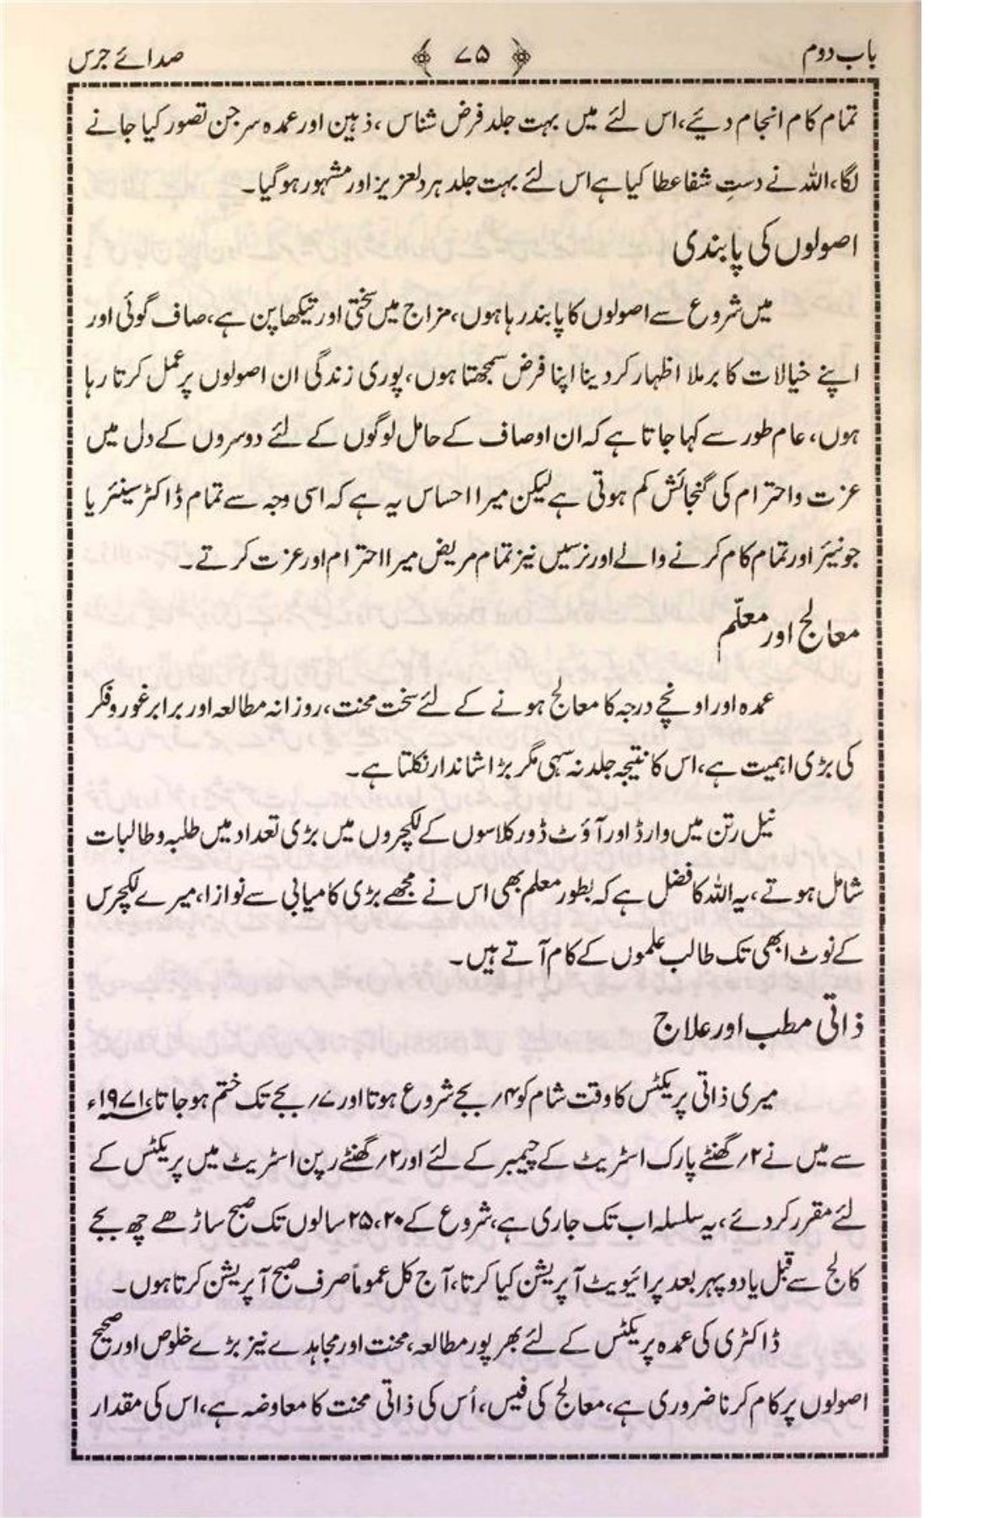 باب دوم ﴿ ۷۵ ﴾ صدائے جرس
تمام کام انجام دیئے، اس لئے میں بہت جلد فرض شناس، ذہین اور عمدہ سرجن تصور کیا جانے
لگا، اللہ نے دستِ شفا عطا کیا ہے اس لئے بہت جلد ہر دلعزیز اور مشہور ہوگیا۔
اصولوں کی پابندی
میں شروع سے اصولوں کا پابند رہا ہوں، مزاج میں سختی اور تیکھا پن ہے، صاف گوئی اور
اپنے خیالات کا برملا اظہار کردینا اپنا فرض سمجھتا ہوں، پوری زندگی ان اصولوں پر عمل کرتا رہا
ہوں، عام طور سے کہا جاتا ہے کہ ان اوصاف کے حامل لوگوں کے لئے دوسروں کے دل میں
عزت واحترام کی گنجائش کم ہوتی ہے لیکن میرا احساس یہ ہے کہ اسی وجہ سے تمام ڈاکٹر سینئر یا
جونیئر اور تمام کام کرنے والے اور نرسیں نیز تمام مریض میرا احترام اور عزت کرتے۔
معالج اور معلّم
عمدہ اور اونچے درجہ کا معالج ہونے کے لئے سخت محنت، روزانہ مطالعہ اور برابر غور وفکر
کی بڑی اہمیت ہے، اس کا نتیجہ جلد نہ سہی مگر بڑا شاندار نکلتا ہے۔
نیل رتن میں وارڈ اور آؤٹ ڈور کلاسوں کے لکچروں میں بڑی تعداد میں طلبہ وطالبات
شامل ہوتے، یہ اللہ کا فضل ہے کہ بطور معلم بھی اس نے مجھے بڑی کامیابی سے نوازا، میرے لکچرس
کے نوٹ ابھی تک طالب علموں کے کام آتے ہیں۔
ذاتی مطب اور علاج
میری ذاتی پریکٹس کا وقت شام کو ۴؍ بجے شروع ہوتا اور ۷؍ بجے تک ختم ہو جاتا، ۱۹۷۱ء
سے میں نے ۲؍ گھنٹے پارک اسٹریٹ کے چیمبر کے لئے اور ۲؍ گھنٹے رپن اسٹریٹ میں پریکٹس کے
لئے مقرر کردئے، یہ سلسلہ اب تک جاری ہے، شروع کے ۲۰، ۲۵ سالوں تک صبح ساڑھے چھ بجے
کالج سے قبل یا دوپہر بعد پرائیویٹ آپریشن کیا کرتا، آج کل عموماً صرف صبح آپریشن کرتا ہوں۔
ڈاکٹری کی عمدہ پریکٹس کے لئے بھرپور مطالعہ، محنت اور مجاہدے نیز بڑے خلوص اور صحیح
اصولوں پر کام کرنا ضروری ہے، معالج کی فیس، اُس کی ذاتی محنت کا معاوضہ ہے، اس کی مقدار